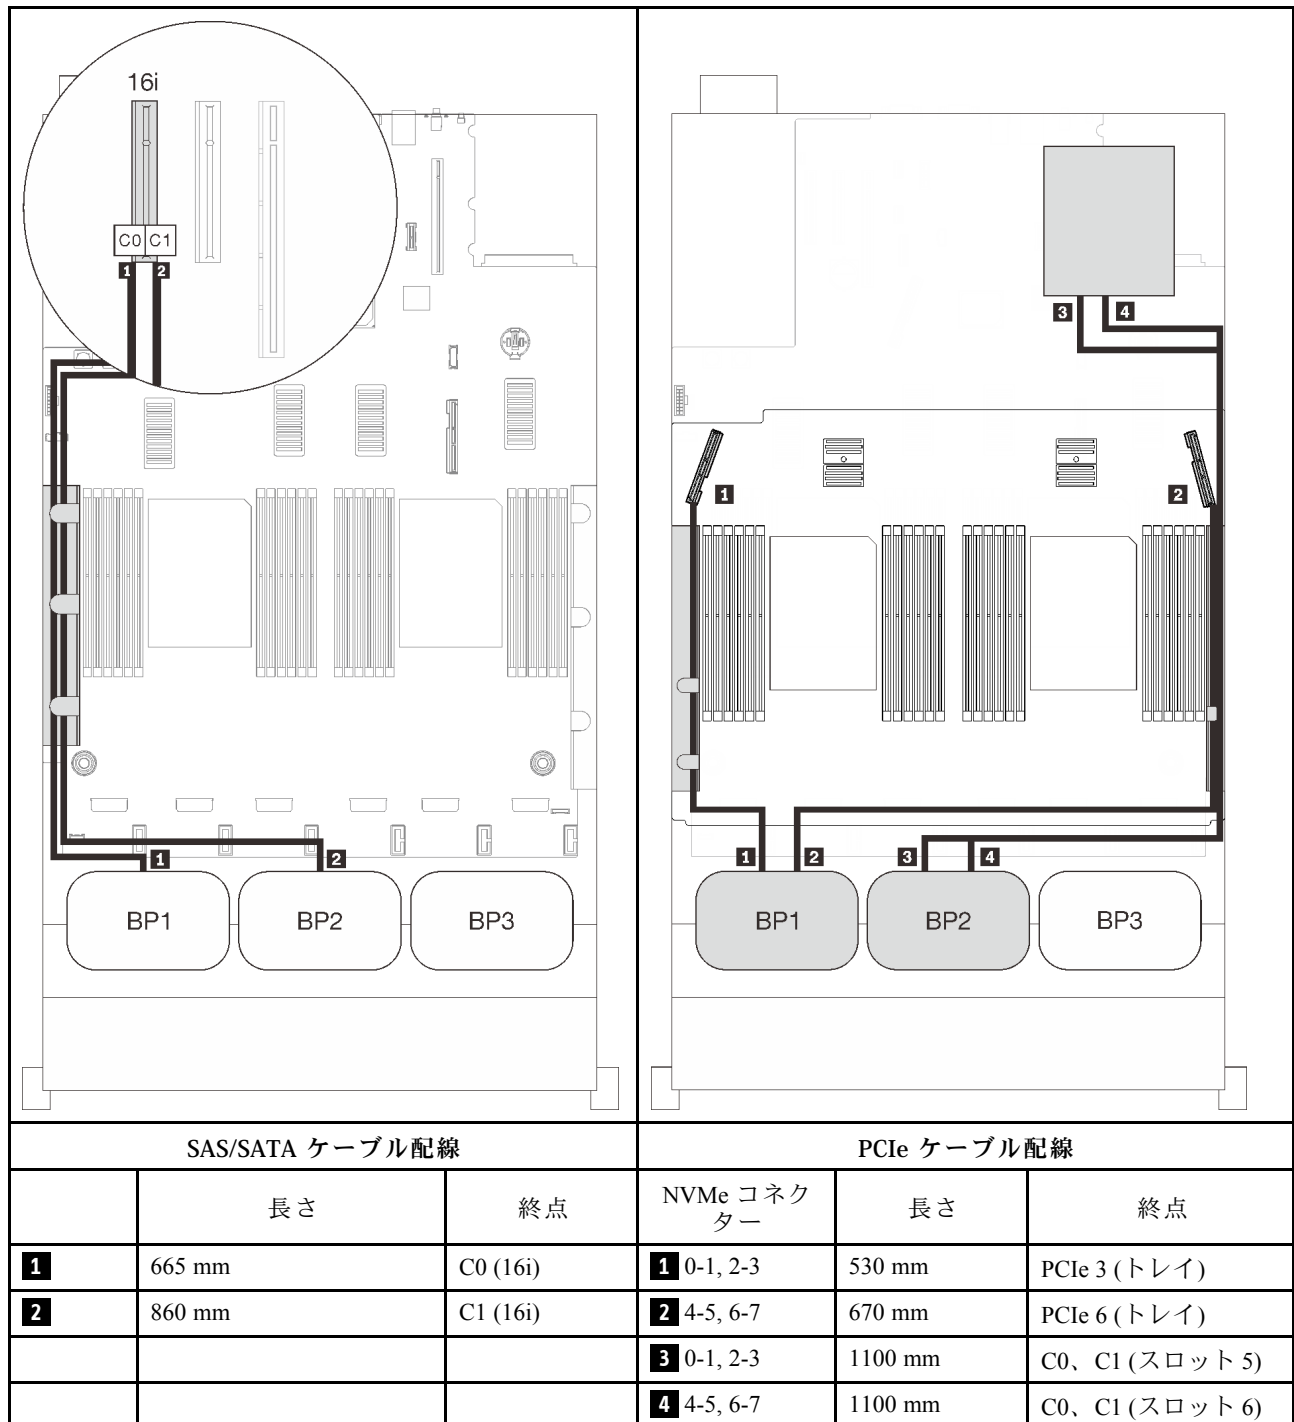 16i
C0 C1
1 2
1 2
BP1 BP2 BP3
3 4
1 2
1 2 3 4
BP1 BP2 BP3
SAS/SATA ケーブル配線
PCIe ケーブル配線
長さ
終点
NVMe コネク
ター
長さ
終点
1 665 mm C0 (16i) 1 0-1, 2-3 530 mm PCIe 3 (トレイ)
2 860 mm C1 (16i) 2 4-5, 6-7 670 mm PCIe 6 (トレイ)
3 0-1, 2-3 1100 mm C0、C1 (スロット 5)
4 4-5, 6-7 1100 mm C0、C1 (スロット 6)